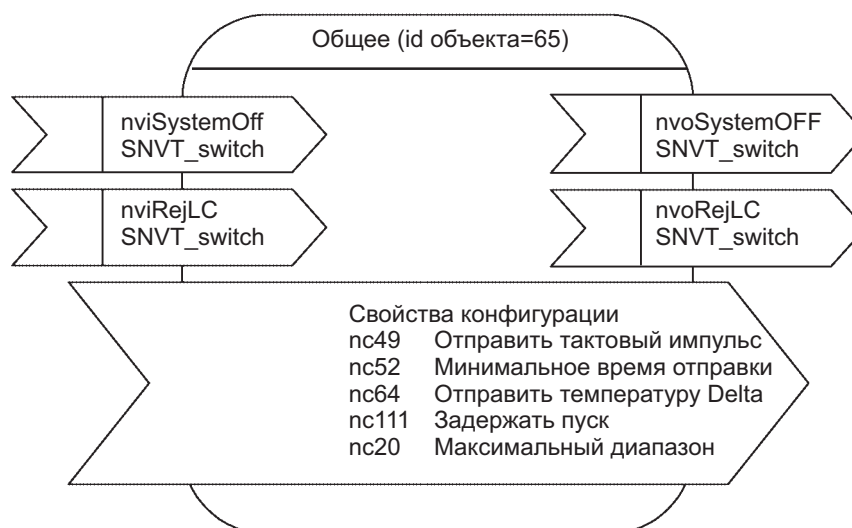 Общее (id объекта=65)
nviSystemOff
SNVT_switch
nvoSystemOFF
SNVT_switch
nviRejLC
SNVT_switch
nvoRejLC
SNVT_switch
Свойства конфигурации
nc49 Отправить тактовый импульс
nc52 Минимальное время отправки
nc64 Отправить температуру Delta
nc111 Задержать пуск
nc20 Максимальный диапазон